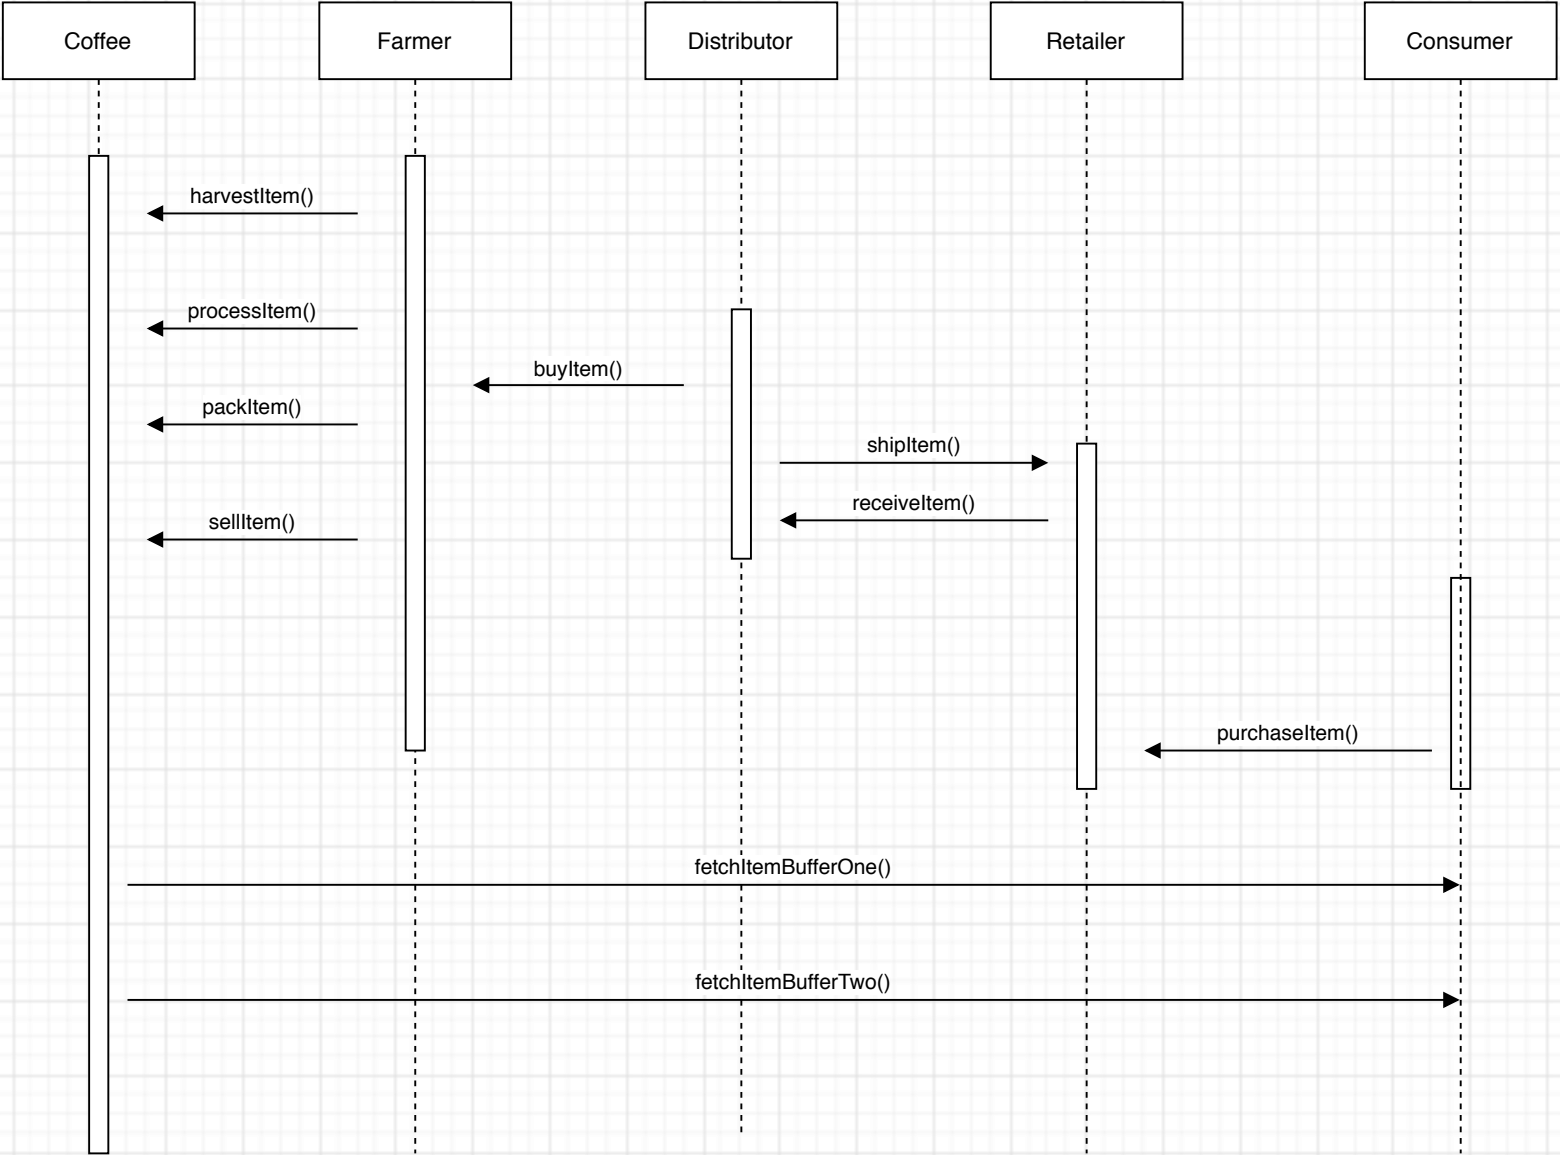 Coffee
Farmer
Distributor
Retailer
Consumer
harvestItem()
processItem()
buyItem()
packItem()
shipItem()
receiveItem()
sellItem()
purchaseItem()
fetchItemBufferOne()
fetchItemBufferTwo()